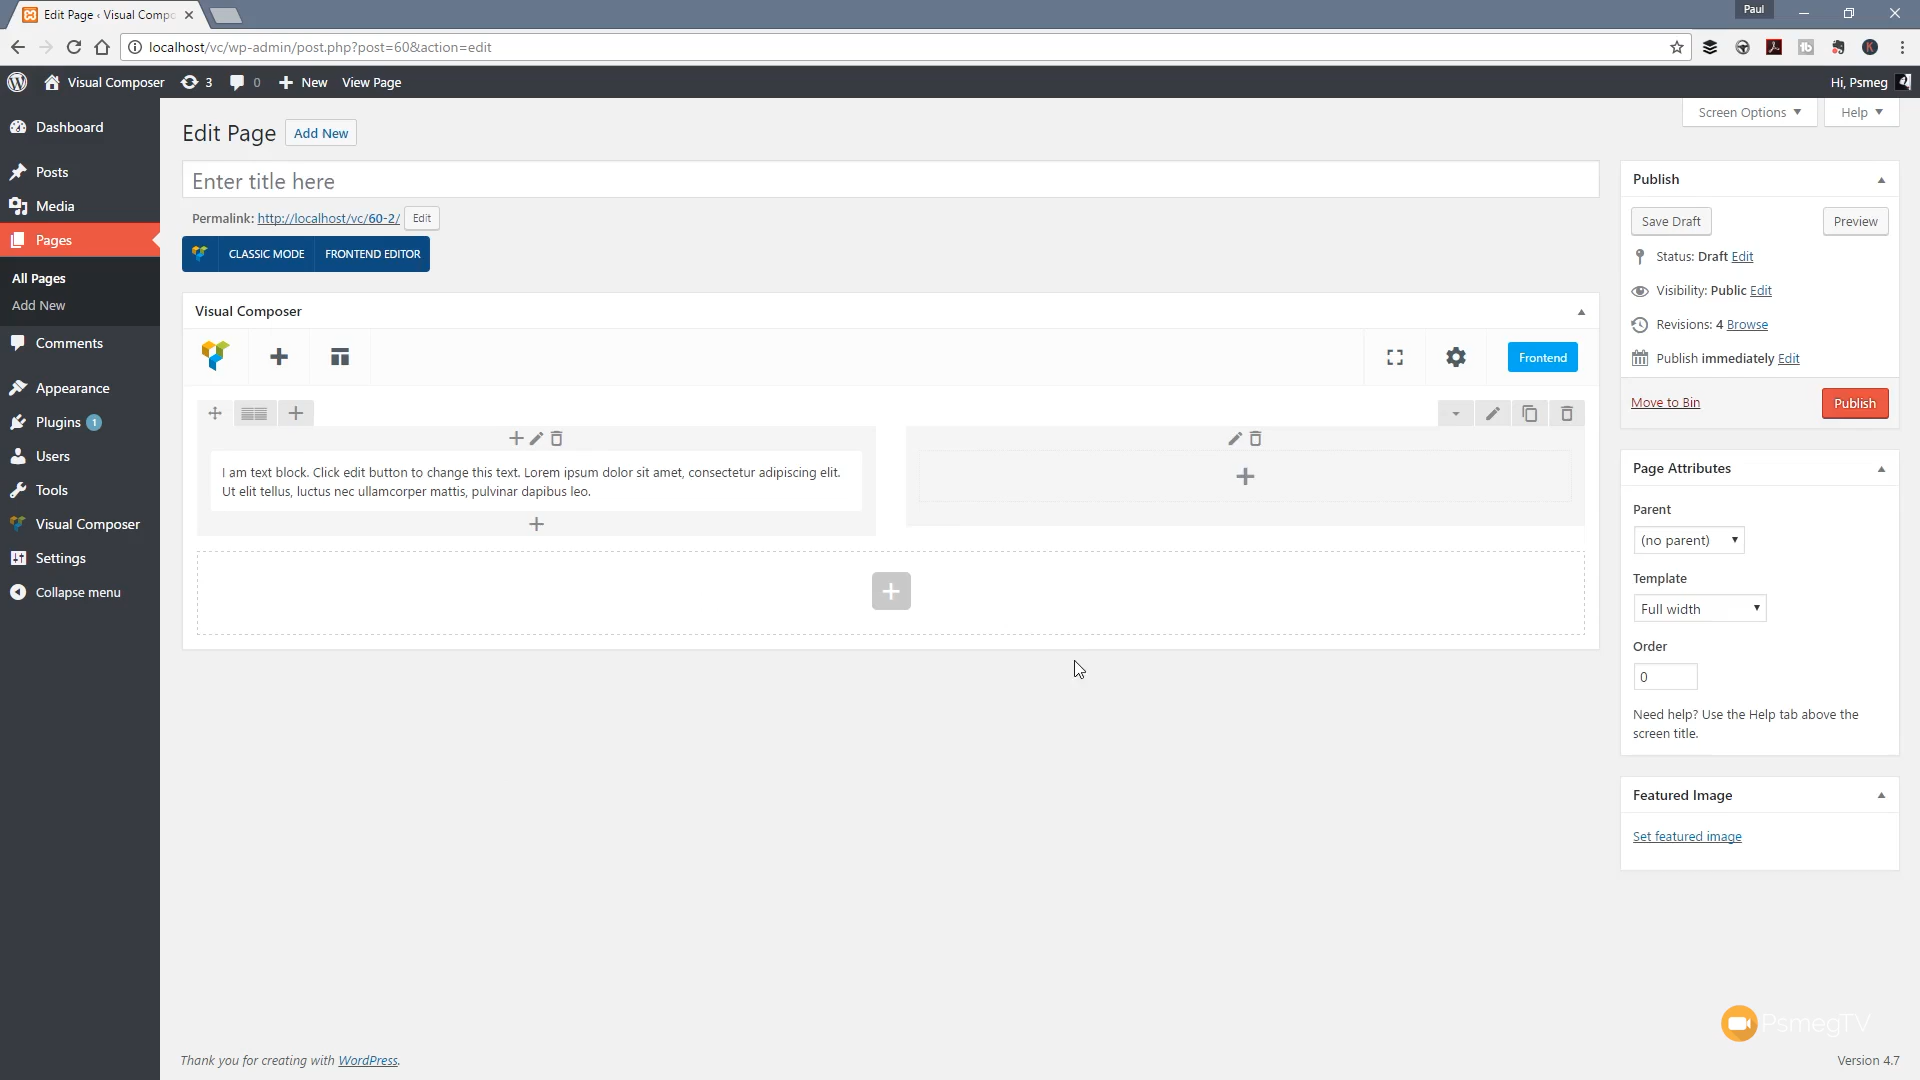 Edit Page ‹ Visual Compo
Paul
localhost/vc/wp-admin/post.php?post=60&action=edit
Visual Composer
3
0
New
View Page
Hi, Psmeg
Dashboard
Posts
Media
Pages
All Pages
Add New
Comments
Appearance
Plugins 1
Users
Tools
Visual Composer
Settings
Collapse menu
Screen Options
Help
Edit Page
Add New
Enter title here
Permalink: http://localhost/vc/60-2/ Edit
CLASSIC MODE
FRONTEND EDITOR
Visual Composer
Frontend
I am text block. Click edit button to change this text. Lorem ipsum dolor sit amet, consectetur adipiscing elit.
Ut elit tellus, luctus nec ullamcorper mattis, pulvinar dapibus leo.
Publish
Save Draft
Preview
Status: Draft Edit
Visibility: Public Edit
Revisions: 4 Browse
Publish immediately Edit
Move to Bin
Publish
Page Attributes
Parent
(no parent)
Template
Full width
Order
0
Need help? Use the Help tab above the
screen title.
Featured Image
Set featured image
PsmegTV
Thank you for creating with WordPress.
Version 4.7